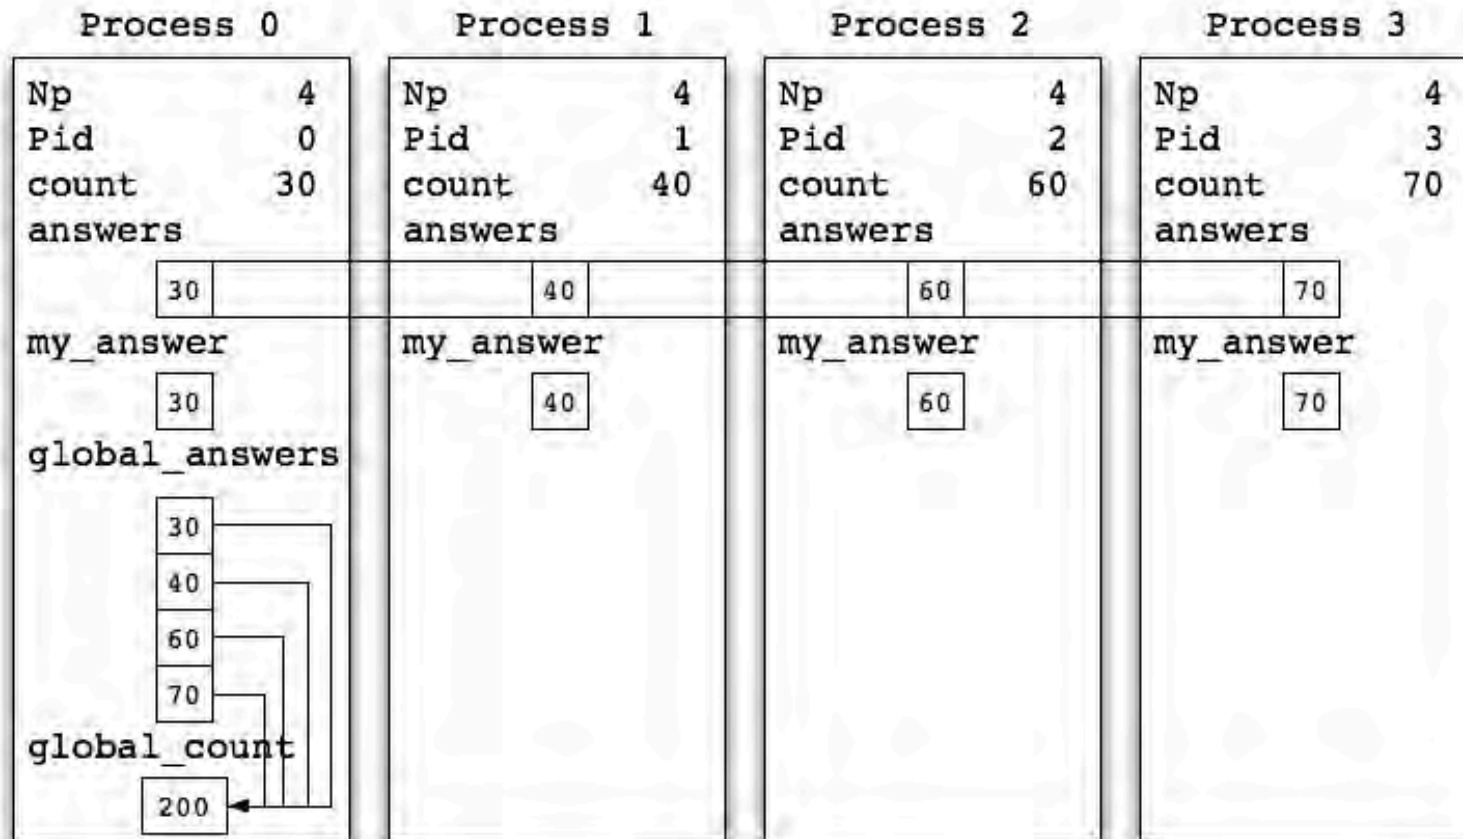 Process 0 Process 1 Process 2 Process 3
Np 4 Np 4 Np 4 Np 4
Pid 0 Pid 1 Pid 2 Pid 3
count 30 count 40 count 60 count 70
answers answers answers answers
30 40 60 70
my_answer my_answer my_answer my_answer
30 40 60 70
global_answers
30
40
60
70
global_count
200